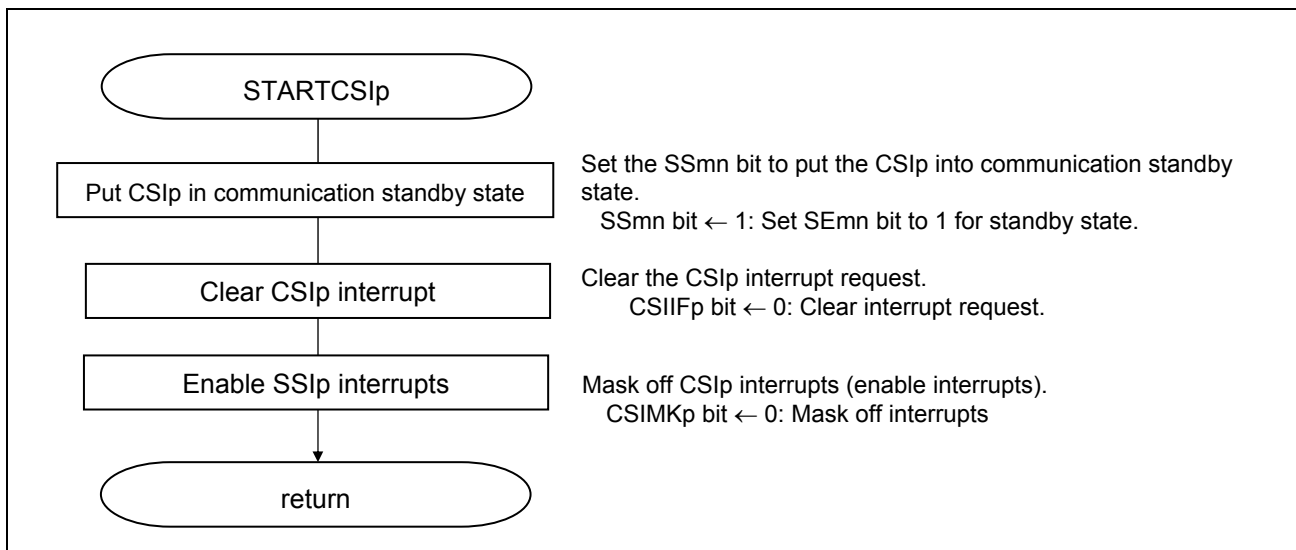 STARTCSIp
Put CSIp in communication standby state
Set the SSmn bit to put the CSIp into communication standby
state.
SSmn bit ← 1: Set SEmn bit to 1 for standby state.
Clear CSIp interrupt
Clear the CSIp interrupt request.
CSIIFp bit ← 0: Clear interrupt request.
Enable SSIp interrupts
Mask off CSIp interrupts (enable interrupts).
CSIMKp bit ← 0: Mask off interrupts
return